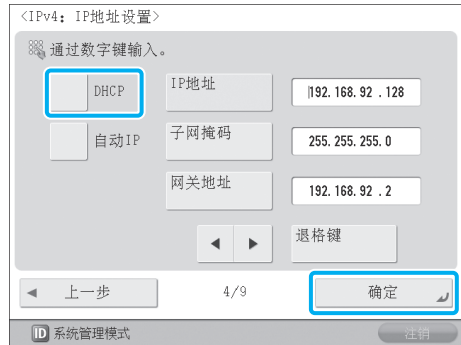 <IPv4: IP地址设置>
通过数字键输入。
DHCP IP地址 192.168.92 .128
自动IP 子网掩码 255.255.255.0
网关地址 192.168.92 .2
◀ ▶ 退格键
◀ 上一步 4/9 确定
ID 系统管理模式 注销